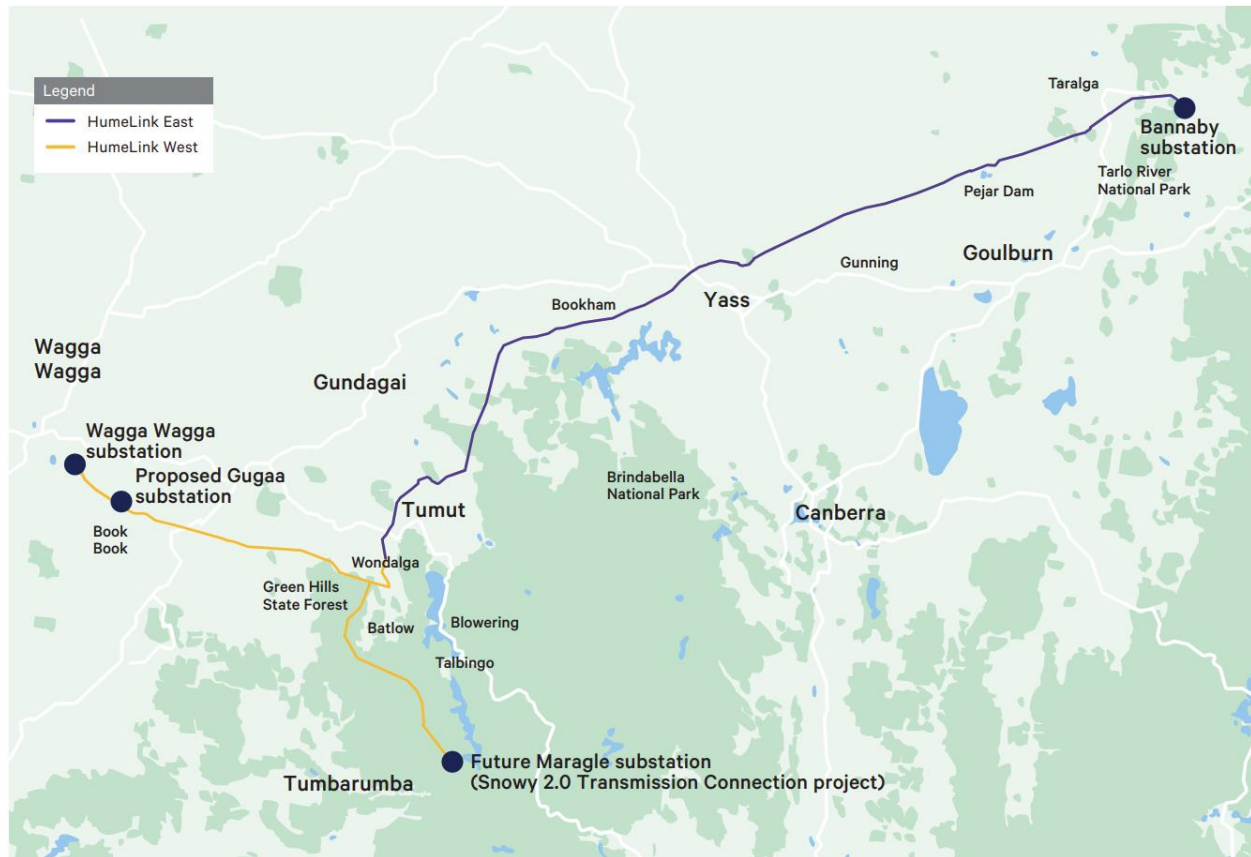 Legend
HumeLink East
HumeLink West
Taralga
Bannaby
substation
Tarlo River
National Park
Pejar Dam
Goulburn
Gunning
Yass
Bookham
Wagga
Wagga
Gundagai
Wagga Wagga
substation
Proposed Gugaa
substation
Brindabella
National Park
Canberra
Tumut
Book
Book
Wondalga
Green Hills
State Forest
Batlow
Blowering
Talbingo
Future Maragle substation
(Snowy 2.0 Transmission Connection project)
Tumbarumba